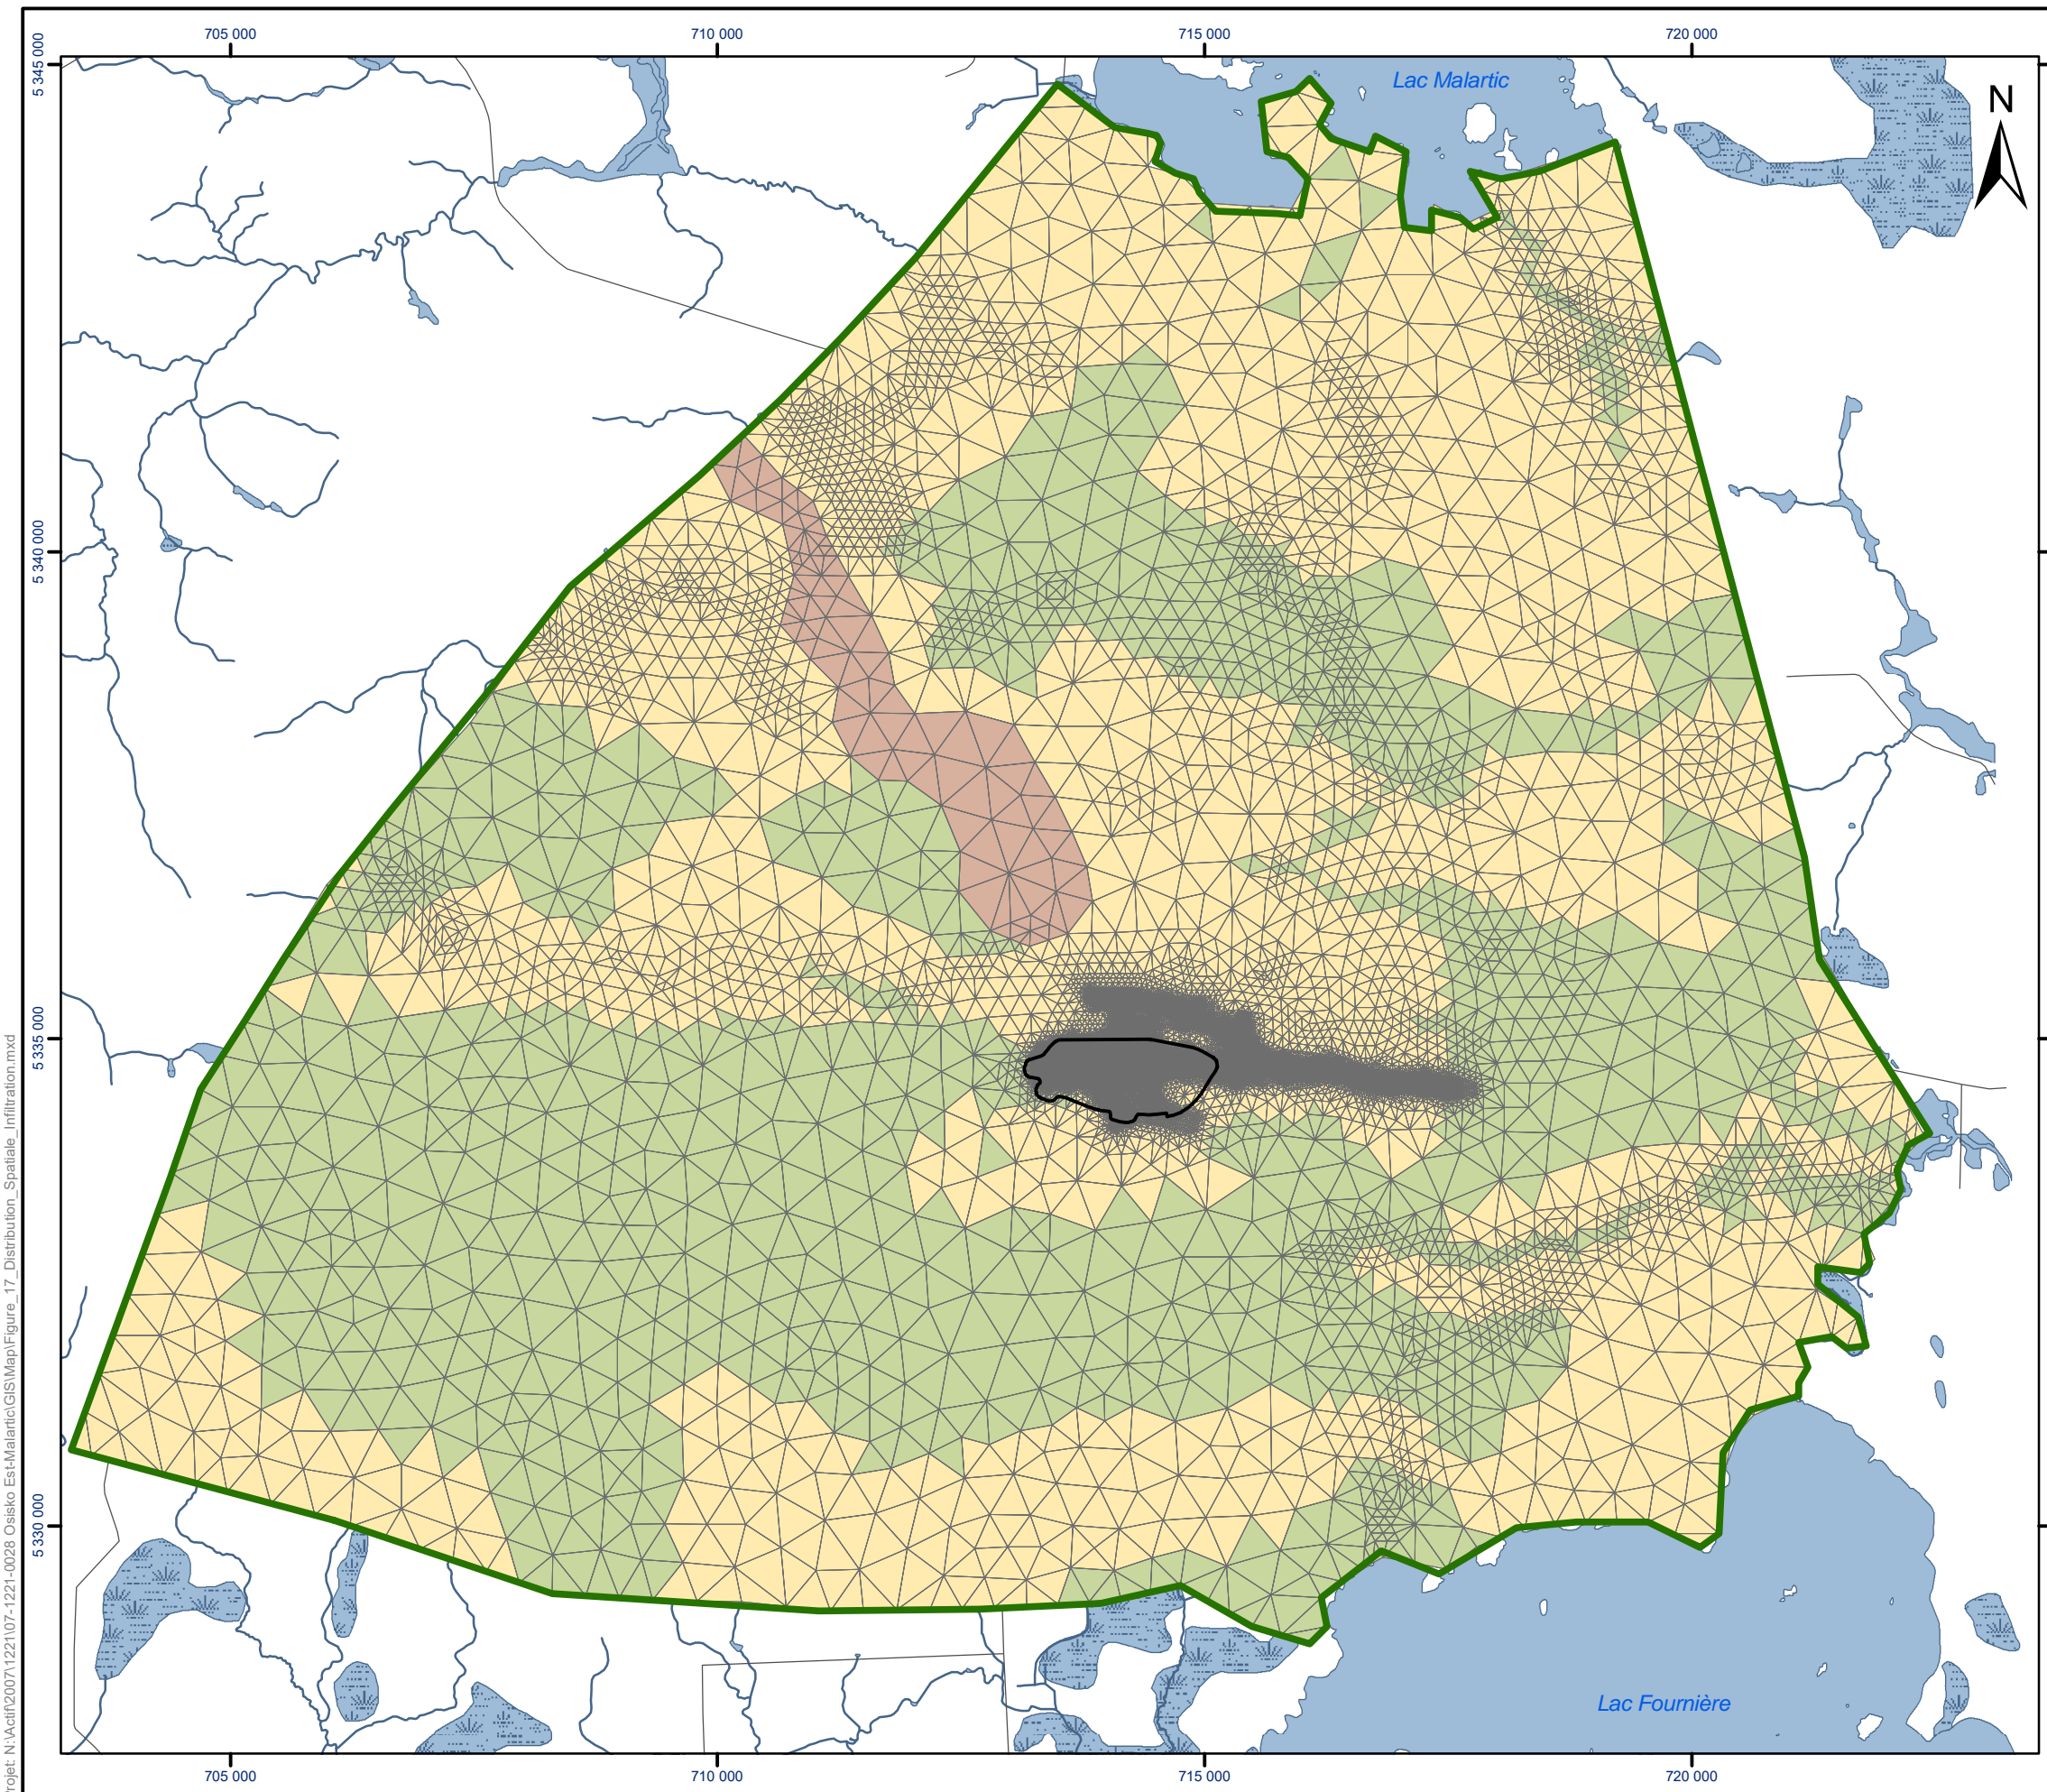 705 000
710 000
715 000
720 000
5 345 000
Lac Malartic
N
5 340 000
5 335 000
5 330 000
Lac Fournière
705 000
710 000
715 000
720 000
rojet: N:\Actif\2007\1221\07-1221-0028 Osisko Est-Malartic\GIS\Map\Figure_17_Distribution_Spatiale_Infiltration.mxd